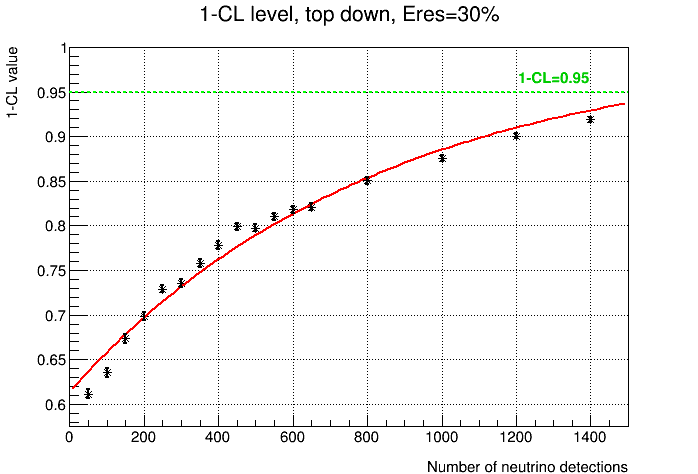 1-CL level, top down, Eres=30%
1-CL value
1
0.95
0.9
0.85
0.8
0.75
0.7
0.65
0.6
1-CL=0.95
0 200 400 600 800 1000 1200 1400
Number of neutrino detections